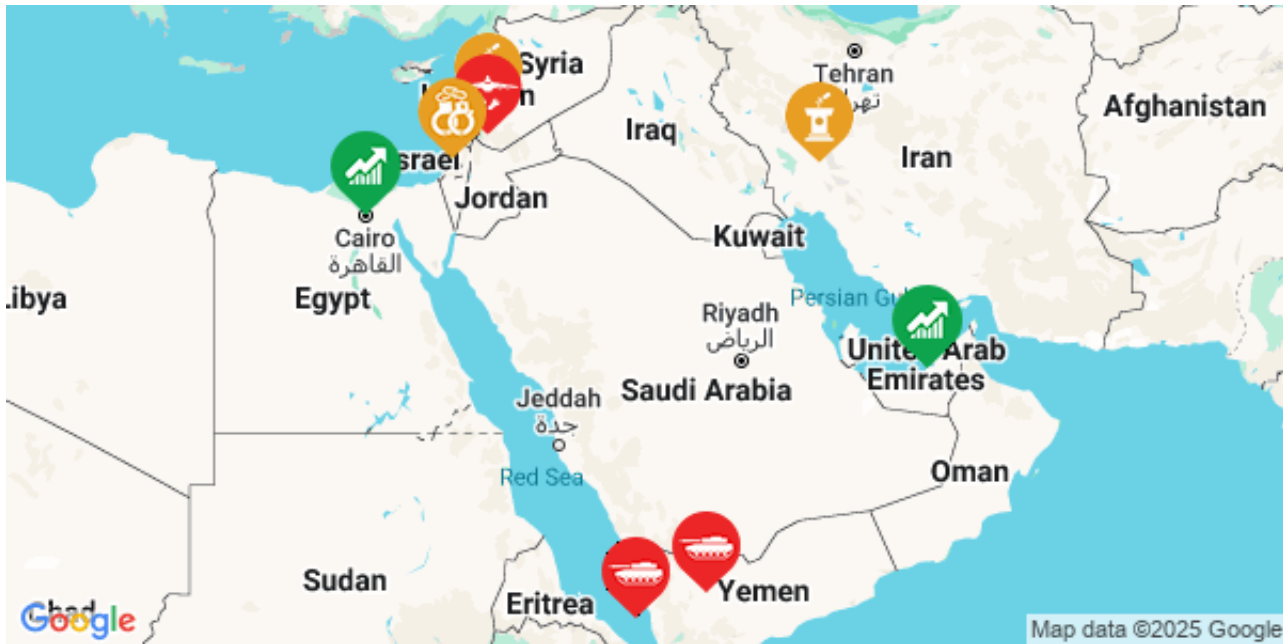 Syria
Tehran
تهران
Afghanistan
Iraq
Iran
Israel
Jordan
Kuwait
Cairo
القاهرة
Libya
Egypt
Persian Gulf
Riyadh
الرياض
United Arab
Emirates
Saudi Arabia
Jeddah
جدة
Red Sea
Oman
Sudan
Eritrea
Yemen
Chad
Google
Map data ©2025 Google